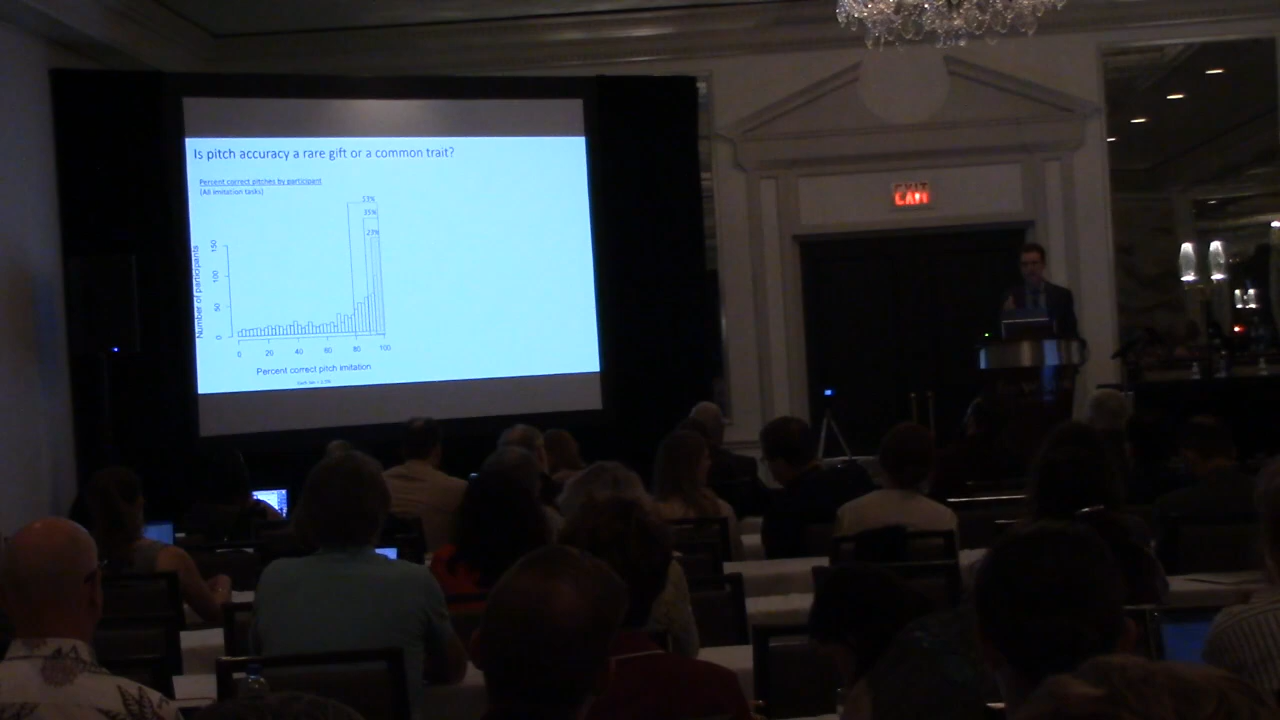 Is pitch accuracy a rare gift or a common trait?
Percent correct pitches by participant
(All imitation tasks)
53%
35%
23%
Number of participants
150
100
50
0
0 20 40 60 80 100
Percent correct pitch imitation
EXIT